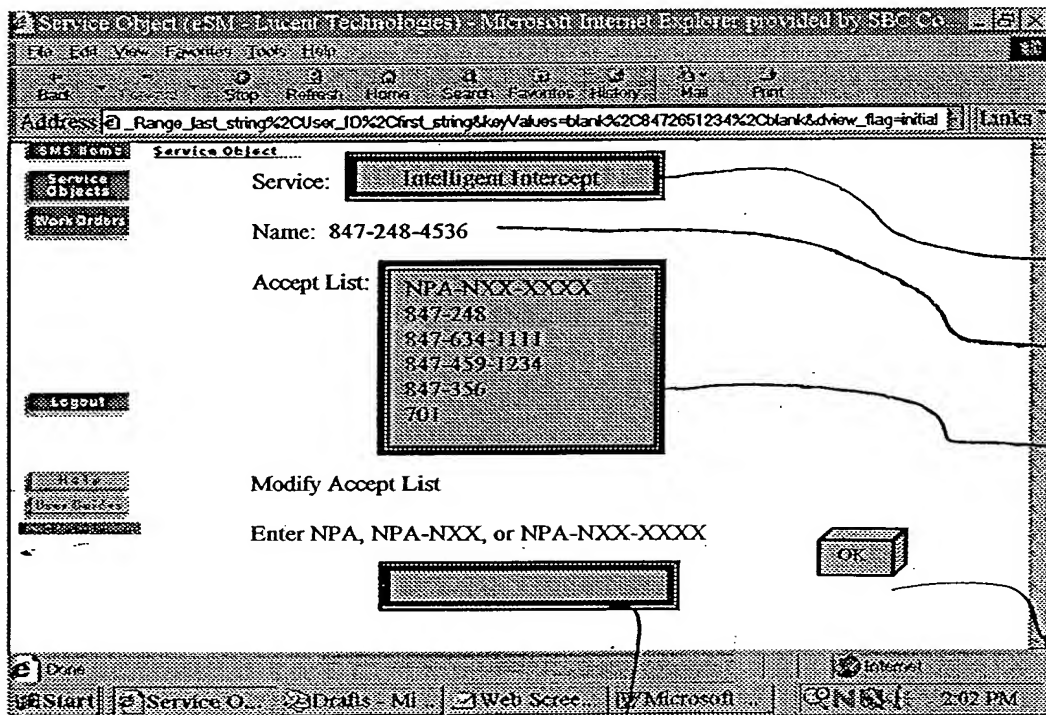 Service Object (eSM - Lucent Technologies) - Microsoft Internet Explorer provided by SBC Co
File Edit View Favorites Tools Help
Back Forward Stop Refresh Home Search Favorites History Mail Print
Address _Range_last_string%2CUser_ID%2Cfirst_string&keyValues=blank%2C8472651234%2Cblank&dview_flag=initial Links
SMS Home
Service Object
Service Objects
Work Orders
Service: Intelligent Intercept
Name: 847-248-4536
Accept List:
NPA-NXX-XXXX
847-248
847-634-1111
847-459-1234
847-356
701
Logout
Help
User Guides
Modify Accept List
Enter NPA, NPA-NXX, or NPA-NXX-XXXX
OK
Done
Internet
Start Service O... Drafts - Mi .. Web Scree.. Microsoft ... 2:02 PM